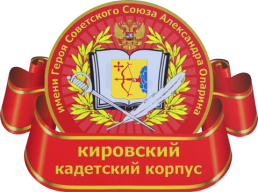 имени Героя Советского Союза Александра Опарина
кировский
кадетский корпус